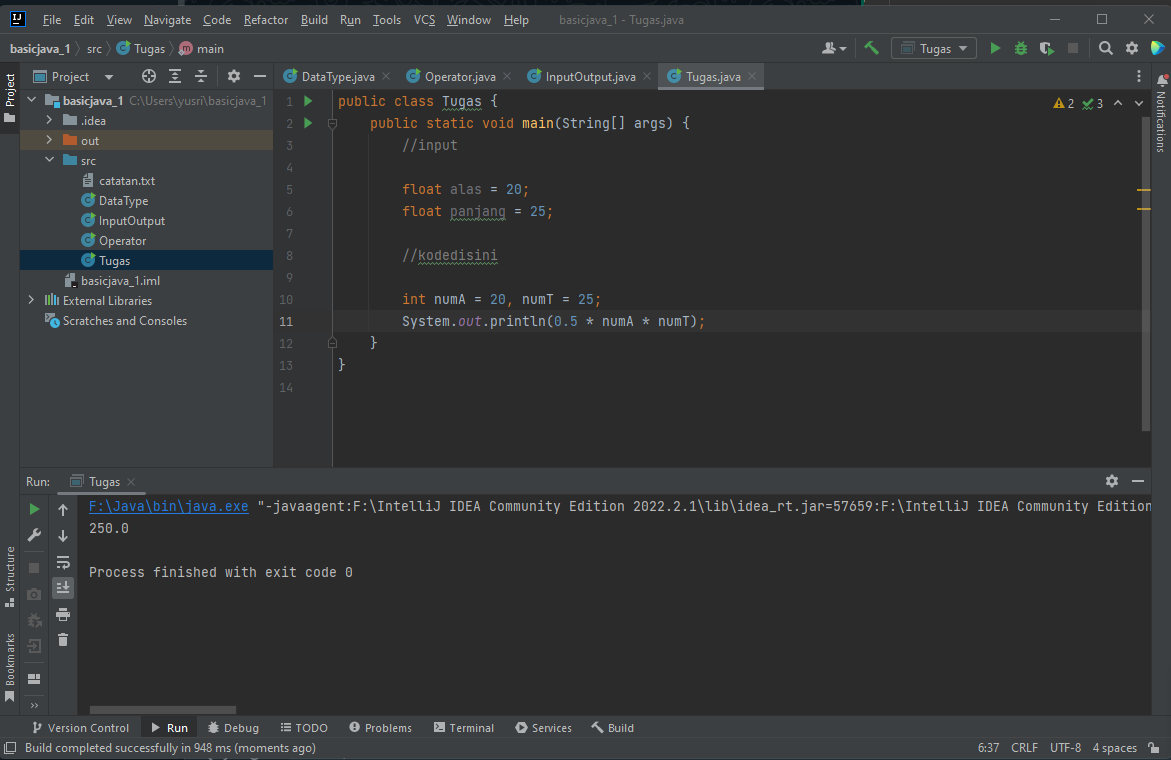 File Edit View Navigate Code Refactor Build Run Tools VCS Window Help basicjava_1 - Tugas.java
basicjava_1 src Tugas main Tugas
Project DataType.java Operator.java InputOutput.java Tugas.java
Project
Notifications
basicjava_1 C:\Users\yusri\basicjava_1
.idea
out
src
catatan.txt
DataType
InputOutput
Operator
Tugas
basicjava_1.iml
External Libraries
Scratches and Consoles
2 3
1 public class Tugas {
2 public static void main(String[] args) {
3 //input
4
5 float alas = 20;
6 float panjang = 25;
7
8 //kodedisini
9
10 int numA = 20, numT = 25;
11 System.out.println(0.5 * numA * numT);
12 }
13 }
14
Run: Tugas
F:\Java\bin\java.exe "-javaagent:F:\IntelliJ IDEA Community Edition 2022.2.1\lib\idea_rt.jar=57659:F:\IntelliJ IDEA Community Edition
250.0
Process finished with exit code 0
Structure
Bookmarks
Version Control Run Debug TODO Problems Terminal Services Build
Build completed successfully in 948 ms (moments ago) 6:37 CRLF UTF-8 4 spaces